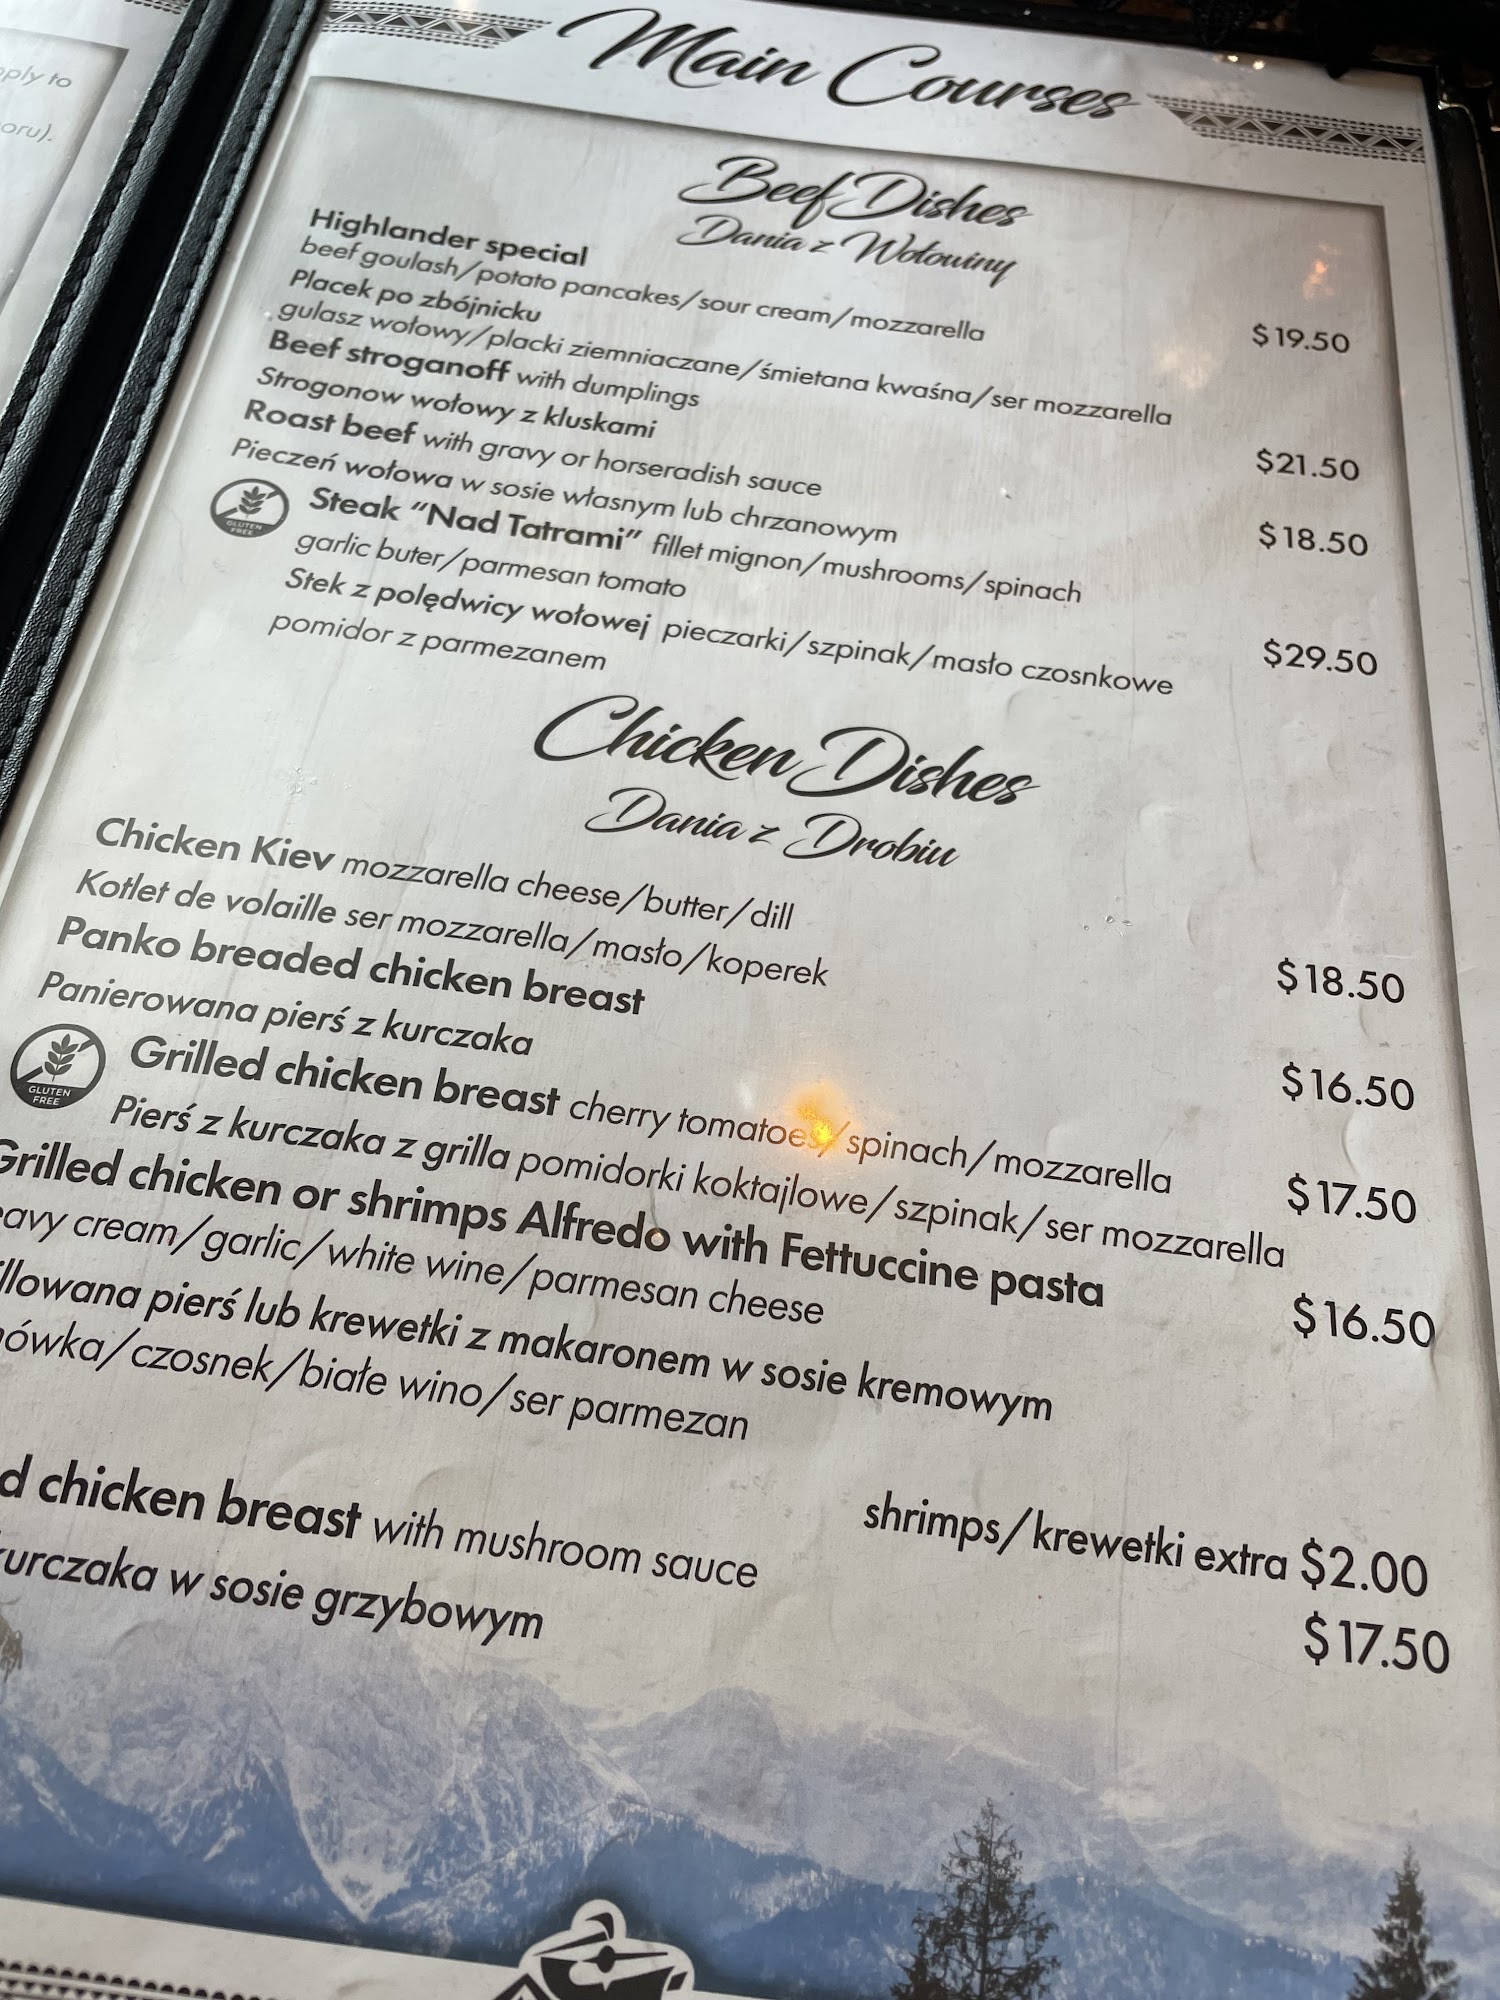 pply to
oru).
Main Courses
Beef Dishes
Dania z Wołowiny
Highlander special
beef goulash/potato pancakes/sour cream/mozzarella $19.50
Placek po zbójnicku
gulasz wołowy/placki ziemniaczane/śmietana kwaśna/ser mozzarella
Beef stroganoff with dumplings $21.50
Strogonow wołowy z kluskami
Roast beef with gravy or horseradish sauce $18.50
Pieczeń wołowa w sosie własnym lub chrzanowym
GLUTEN FREE
Steak "Nad Tatrami" fillet mignon/mushrooms/spinach $29.50
garlic buter/parmesan tomato
Stek z polędwicy wołowej pieczarki/szpinak/masło czosnkowe
pomidor z parmezanem
Chicken Dishes
Dania z Drobiu
Chicken Kiev mozzarella cheese/butter/dill $18.50
Kotlet de volaille ser mozzarella/masło/koperek
Panko breaded chicken breast $16.50
Panierowana pierś z kurczaka
GLUTEN FREE
Grilled chicken breast cherry tomatoes/spinach/mozzarella $17.50
Pierś z kurczaka z grilla pomidorki koktajlowe/szpinak/ser mozzarella
Grilled chicken or shrimps Alfredo with Fettuccine pasta $16.50
eavy cream/garlic/white wine/parmesan cheese
illowana pierś lub krewetki z makaronem w sosie kremowym
nówka/czosnek/białe wino/ser parmezan
shrimps/krewetki extra $2.00
d chicken breast with mushroom sauce $17.50
kurczaka w sosie grzybowym